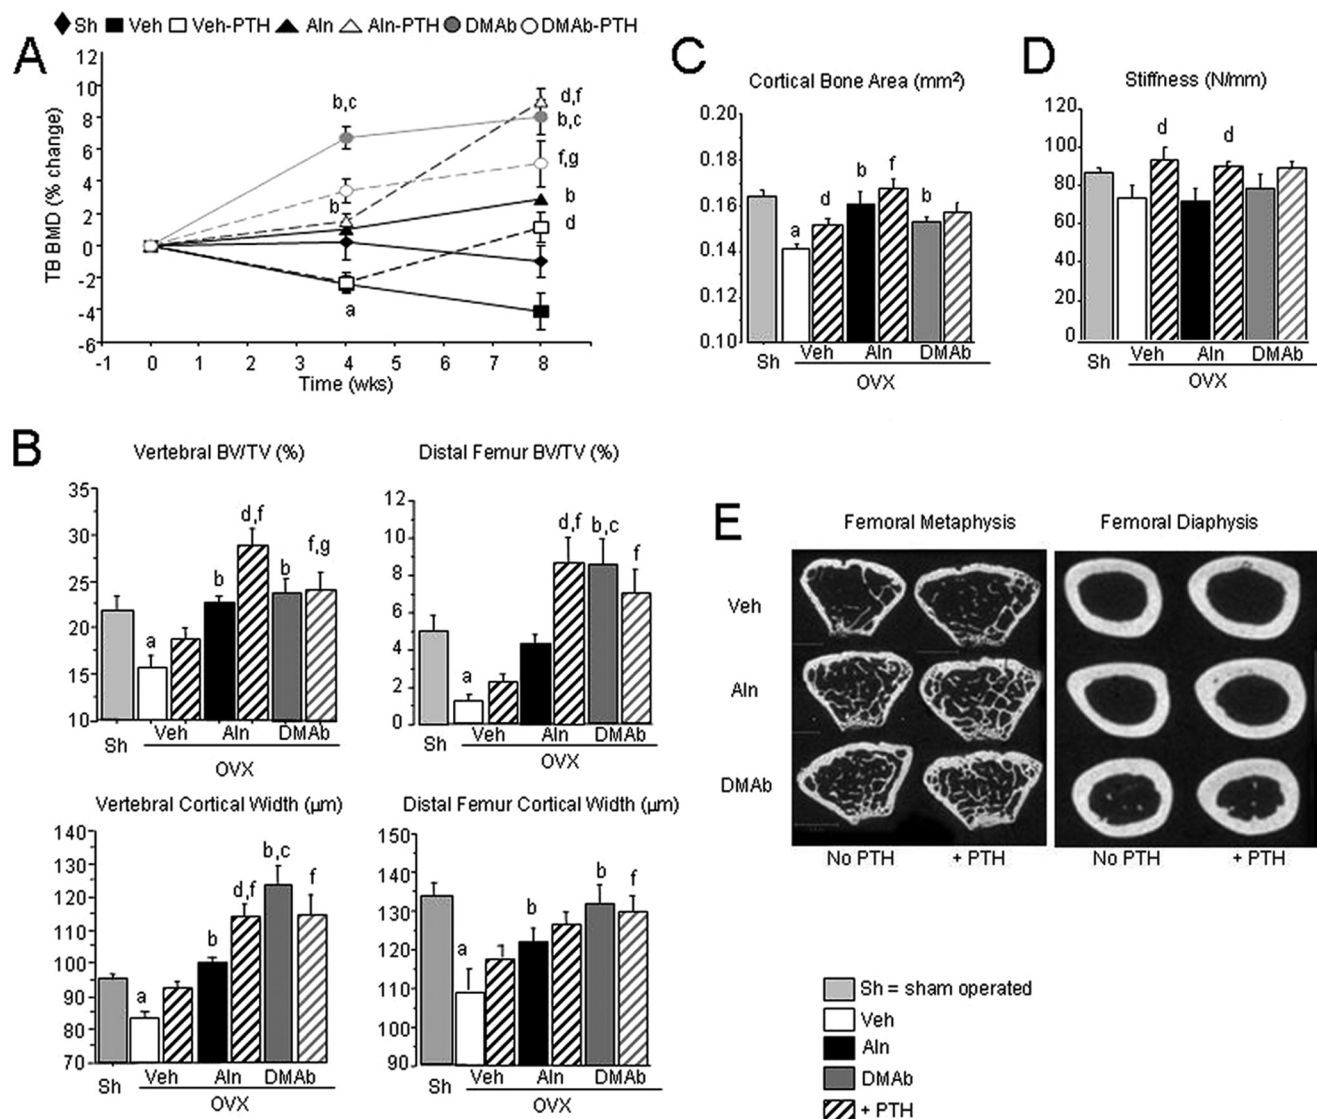 Sh Veh Veh-PTH Aln Aln-PTH DMAb DMAb-PTH
A
TB BMD (% change)
12
10
8
6
4
2
0
-2
-4
-6
-1 0 1 2 3 4 5 6 7 8
Time (wks)
b,c
b
a
d,f
b,c
f,g
b
d
C
Cortical Bone Area (mm²)
0.20
0.18
0.16
0.14
0.12
0.10
a
d
b
f
b
Sh Veh Aln DMAb
OVX
D
Stiffness (N/mm)
120
100
80
60
40
20
0
d
d
Sh Veh Aln DMAb
OVX
B
Vertebral BV/TV (%)
35
30
25
20
15
10
a
b
d,f
b
f,g
Sh Veh Aln DMAb
OVX
Distal Femur BV/TV (%)
12
10
8
6
4
2
0
a
d,f
b,c
f
Sh Veh Aln DMAb
OVX
Vertebral Cortical Width (µm)
140
130
120
110
100
90
80
70
a
b
d,f
b,c
f
Sh Veh Aln DMAb
OVX
Distal Femur Cortical Width (µm)
150
140
130
120
110
100
90
a
b
b
f
Sh Veh Aln DMAb
OVX
E
Femoral Metaphysis Femoral Diaphysis
Veh
Aln
DMAb
No PTH + PTH No PTH + PTH
Sh = sham operated
Veh
Aln
DMAb
+ PTH